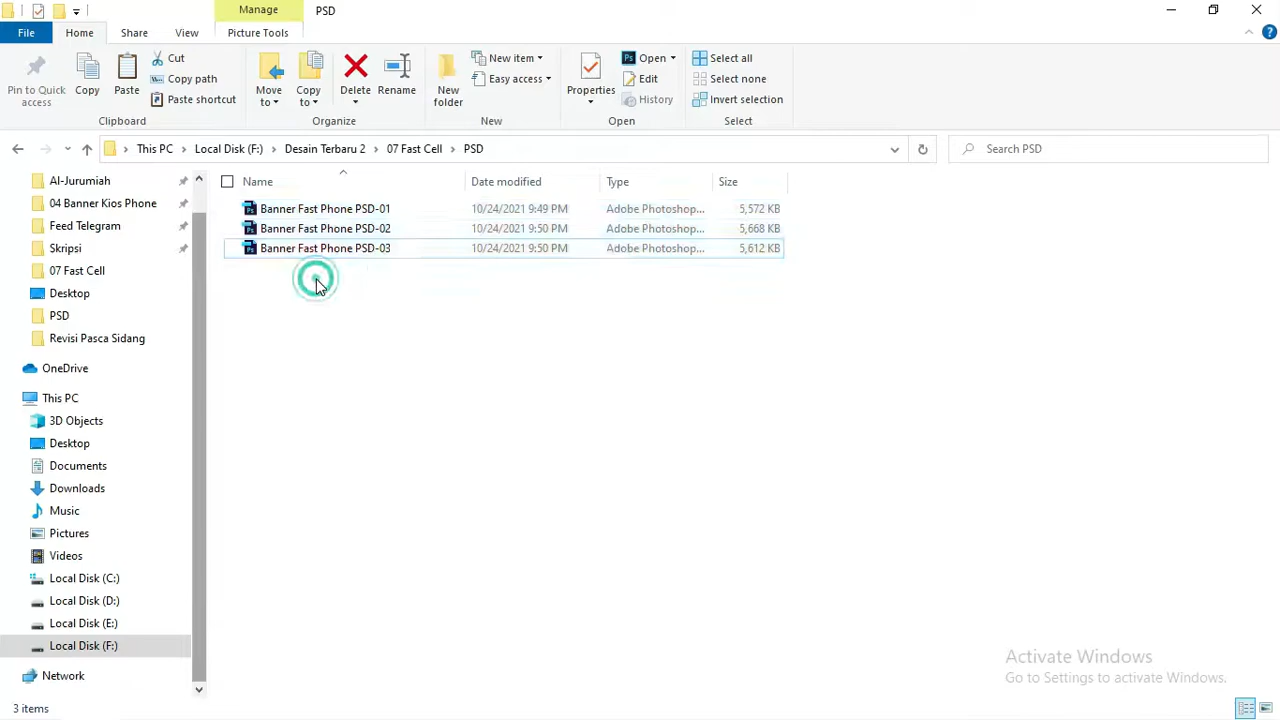 Manage
PSD
File
Home
Share
View
Picture Tools
Pin to Quick access
Copy
Paste
Cut
Copy path
Paste shortcut
Clipboard
Move to
Copy to
Delete
Rename
Organize
New folder
New item
Easy access
New
Properties
Open
Edit
History
Open
Select all
Select none
Invert selection
Select
This PC
Local Disk (F:)
Desain Terbaru 2
07 Fast Cell
PSD
Search PSD
Name Date modified Type Size
Banner Fast Phone PSD-01 10/24/2021 9:49 PM Adobe Photoshop... 5,572 KB
Banner Fast Phone PSD-02 10/24/2021 9:50 PM Adobe Photoshop... 5,668 KB
Banner Fast Phone PSD-03 10/24/2021 9:50 PM Adobe Photoshop... 5,612 KB
Al-Jurumiah
04 Banner Kios Phone
Feed Telegram
Skripsi
07 Fast Cell
Desktop
PSD
Revisi Pasca Sidang
OneDrive
This PC
3D Objects
Desktop
Documents
Downloads
Music
Pictures
Videos
Local Disk (C:)
Local Disk (D:)
Local Disk (E:)
Local Disk (F:)
Network
Activate Windows
Go to Settings to activate Windows.
3 items